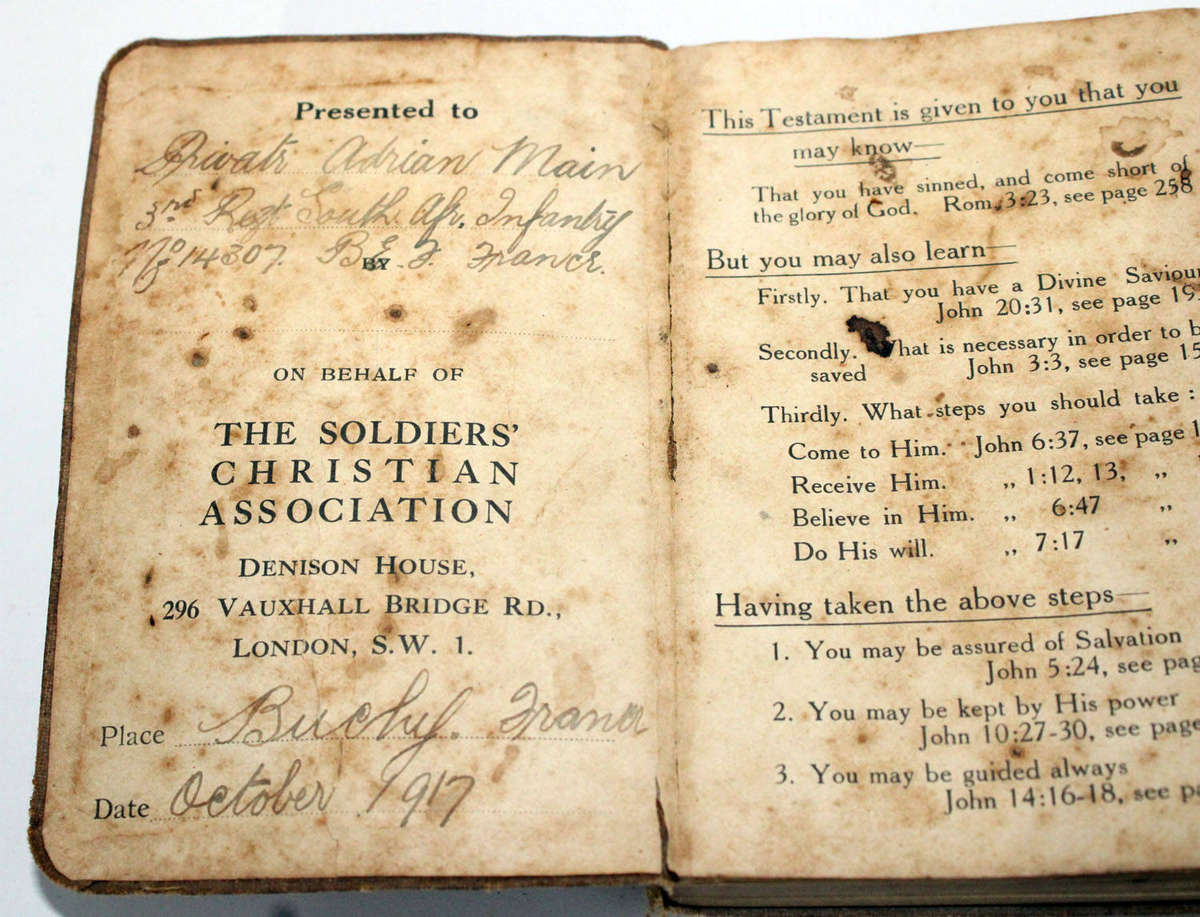 Presented to
Private Adrian Main
3rd Regt South Afr. Infantry
No 14307. B.E.F. France.
BY
ON BEHALF OF
THE SOLDIERS'
CHRISTIAN
ASSOCIATION
DENISON HOUSE,
296 VAUXHALL BRIDGE RD.,
LONDON, S.W. 1.
Place Buchy. France
Date October 1917
This Testament is given to you that you
may know—
That you have sinned, and come short of
the glory of God. Rom. 3:23, see page 258
But you may also learn—
Firstly. That you have a Divine Saviour
John 20:31, see page 19
Secondly. What is necessary in order to b
saved John 3:3, see page 15
Thirdly. What steps you should take :
Come to Him. John 6:37, see page 1
Receive Him. „ 1:12, 13, „
Believe in Him. „ 6:47 „
Do His will. „ 7:17 „
Having taken the above steps—
1. You may be assured of Salvation
John 5:24, see pag
2. You may be kept by His power
John 10:27-30, see page
3. You may be guided always
John 14:16-18, see pa